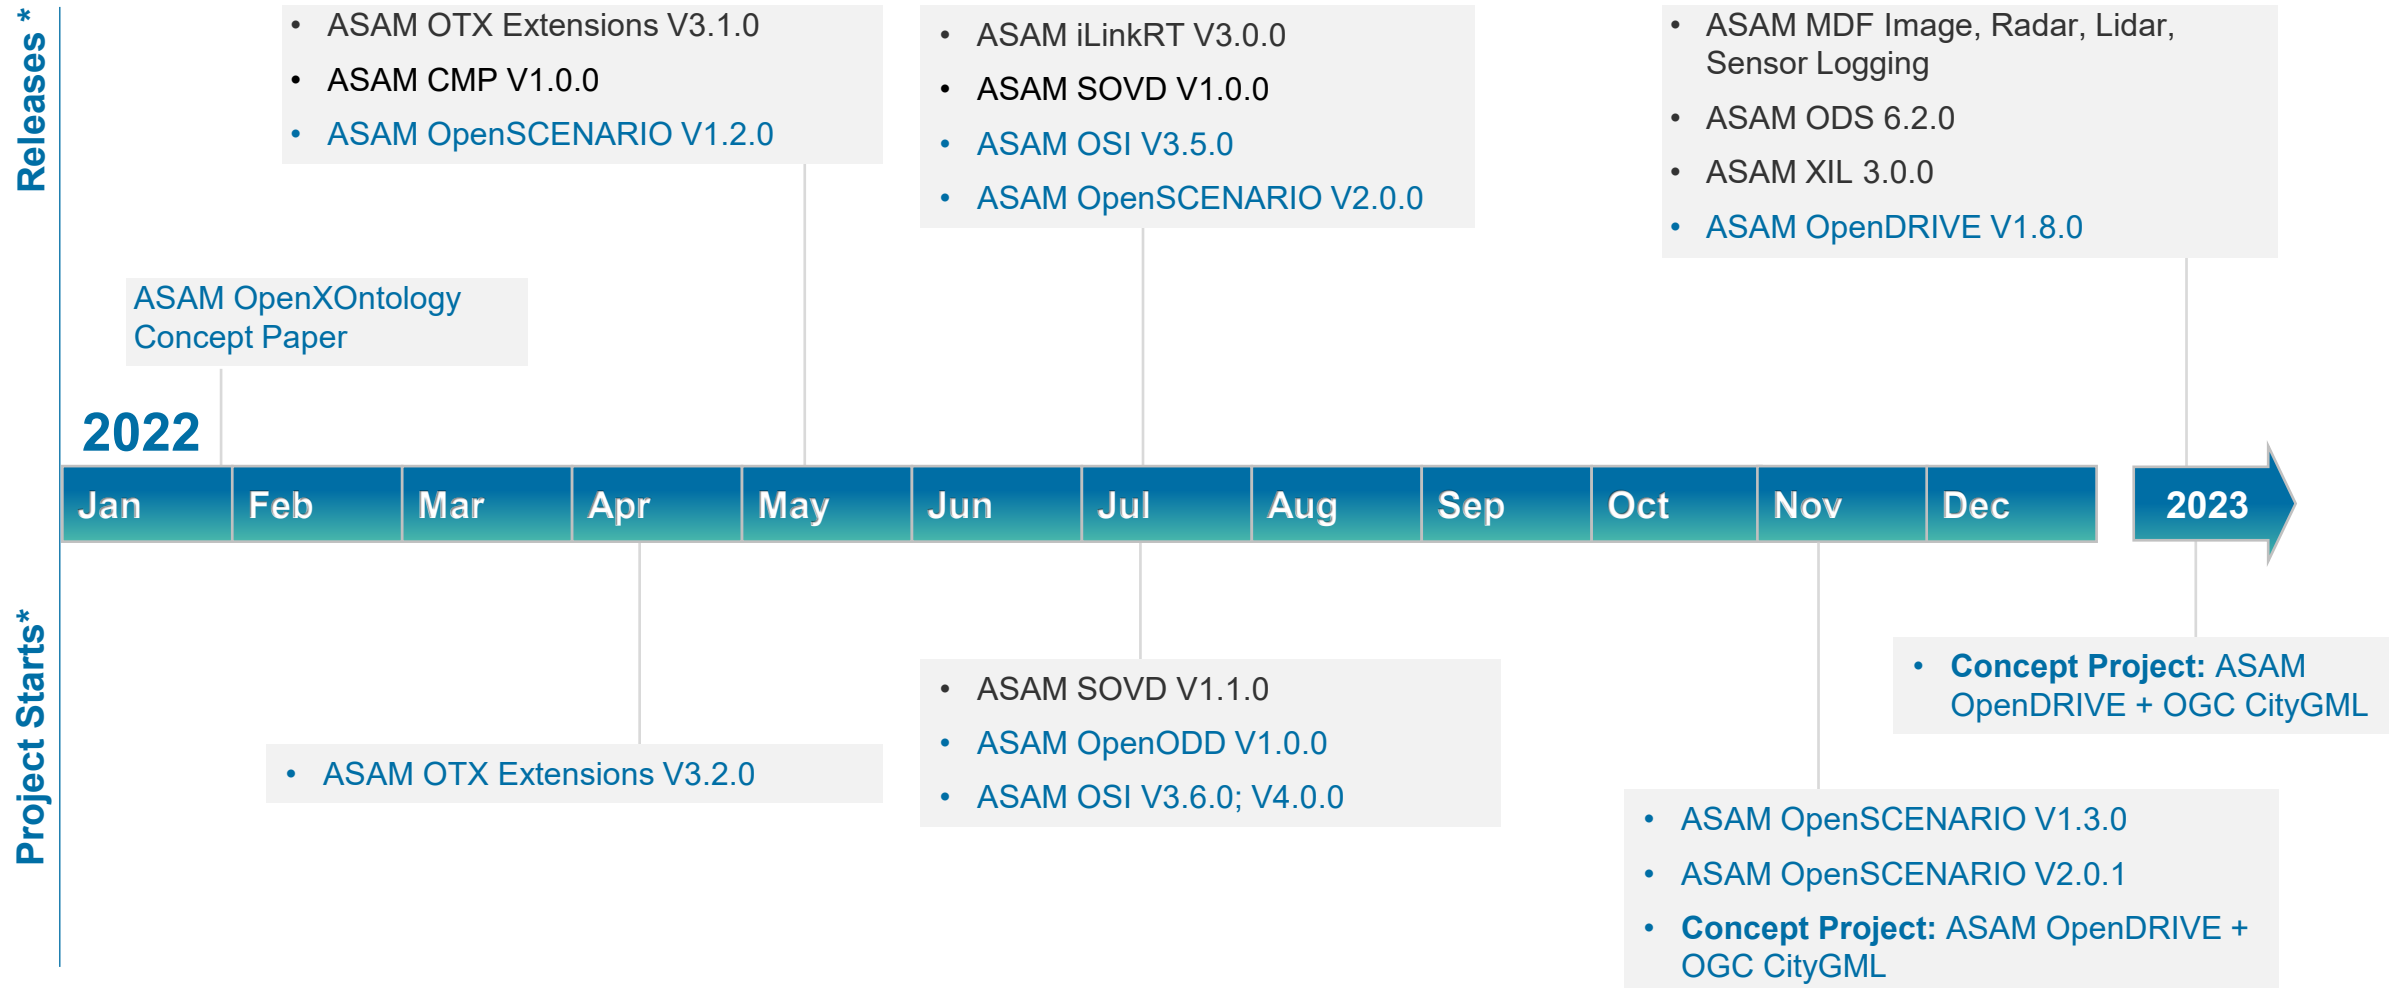 Releases *
• ASAM OTX Extensions V3.1.0
• ASAM CMP V1.0.0
• ASAM OpenSCENARIO V1.2.0
• ASAM iLinkRT V3.0.0
• ASAM SOVD V1.0.0
• ASAM OSI V3.5.0
• ASAM OpenSCENARIO V2.0.0
• ASAM MDF Image, Radar, Lidar,
Sensor Logging
• ASAM ODS 6.2.0
• ASAM XIL 3.0.0
• ASAM OpenDRIVE V1.8.0
ASAM OpenXOntology
Concept Paper
2022
Jan Feb Mar Apr May Jun Jul Aug Sep Oct Nov Dec 2023
Project Starts*
• ASAM OTX Extensions V3.2.0
• ASAM SOVD V1.1.0
• ASAM OpenODD V1.0.0
• ASAM OSI V3.6.0; V4.0.0
• Concept Project: ASAM
OpenDRIVE + OGC CityGML
• ASAM OpenSCENARIO V1.3.0
• ASAM OpenSCENARIO V2.0.1
• Concept Project: ASAM OpenDRIVE +
OGC CityGML